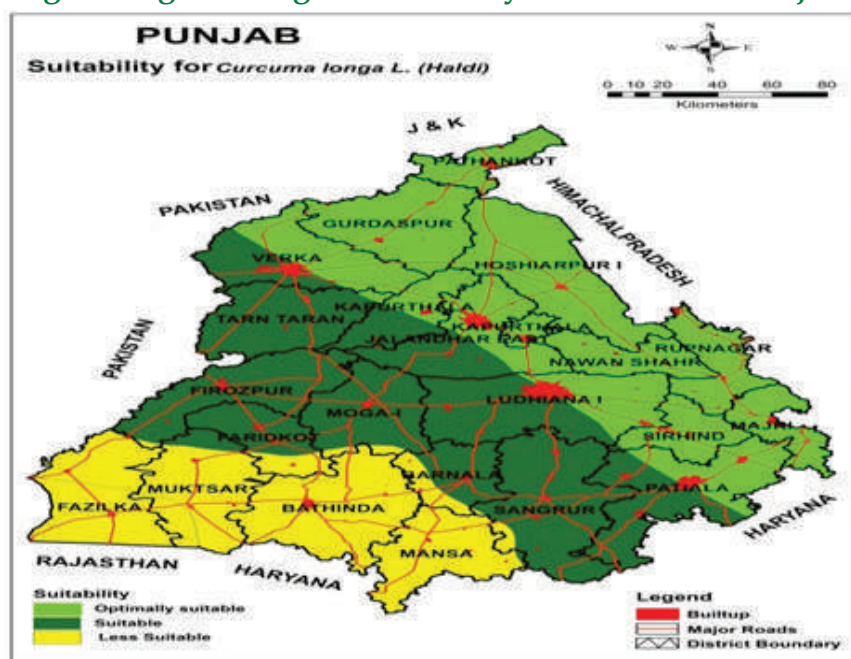 PUNJAB
Suitability for Curcuma longa L. (Haldi)
N
W
E
S
0 10 20 40 60 80
Kilometers
J & K
PATHANKOT
PAKISTAN
HIMACHALPRADESH
GURDASPUR
VERKA
HOSHIARPUR I
KAPURTHALA
TARN TARAN
KAPURTHALA
JALANDHAR PART
RUPNAGAR
PAKISTAN
NAWAN SHAHR
FIROZPUR
MOGA-I
LUDHIANA I
FARIDKOT
SIRHIND
MAJRI
BARNALA
MUKTSAR
PATIALA
FAZILKA
BATHINDA
SANGRUR
HARYANA
MANSA
RAJASTHAN
HARYANA
Suitability
Optimally suitable
Suitable
Less Suitable
Legend
Builtup
Major Roads
District Boundary